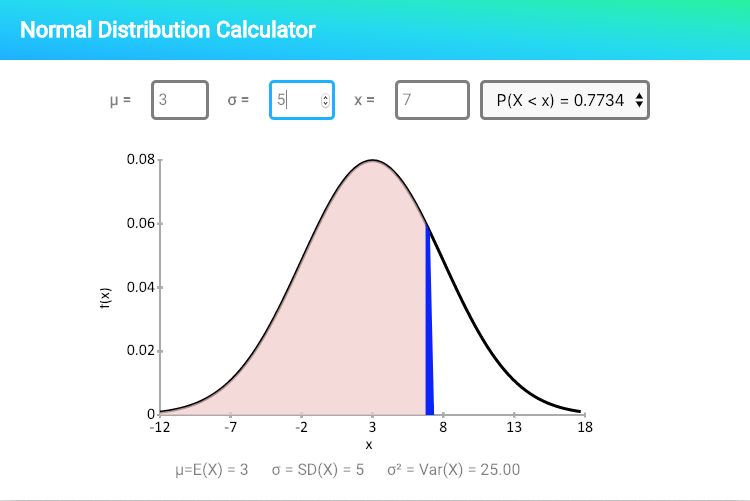 Normal Distribution Calculator
μ = 3 σ = 5 x = 7 P(X < x) = 0.7734
0.08
0.06
0.04
0.02
0
f(x)
-12 -7 -2 3 8 13 18
x
μ=E(X) = 3 σ = SD(X) = 5 σ² = Var(X) = 25.00